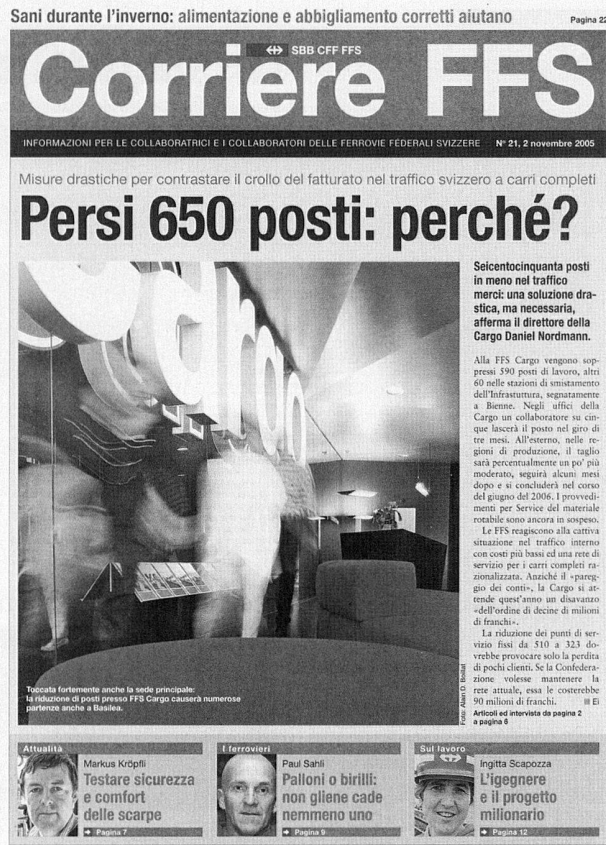 Sani durante l'inverno: alimentazione e abbigliamento corretti aiutano
Pagina 22
SBB CFF FFS
Corriere FFS
INFORMAZIONI PER LE COLLABORATRICI E I COLLABORATORI DELLE FERROVIE FEDERALI SVIZZERE N° 21, 2 novembre 2005
Misure drastiche per contrastare il crollo del fatturato nel traffico svizzero a carri completi
Persi 650 posti: perché?
cargo
Toccata fortemente anche la sede principale:
la riduzione di posti presso FFS Cargo causerà numerose
partenze anche a Basilea.
Seicentocinquanta posti
in meno nel traffico
merci: una soluzione dra-
stica, ma necessaria,
afferma il direttore della
Cargo Daniel Nordmann.
Alla FFS Cargo vengono sop-
pressi 590 posti di lavoro, altri
60 nelle stazioni di smistamento
dell'Infrastuttura, segnatamente
a Bienne. Negli uffici della
Cargo un collaboratore su cin-
que lascerà il posto nel giro di
tre mesi. All'esterno, nelle re-
gioni di produzione, il taglio
sarà percentualmente un po' più
moderato, seguirà alcuni mesi
dopo e si concluderà nel corso
del giugno del 2006. I provvedi-
menti per Service del materiale
rotabile sono ancora in sospeso.
Le FFS reagiscono alla cattiva
situazione nel traffico interno
con costi più bassi ed una rete di
servizio per i carri completi ra-
zionalizzata. Anziché il «pareg-
gio dei conti», la Cargo si at-
tende quest'anno un disavanzo
«dell'ordine di decine di milioni
di franchi».
La riduzione dei punti di ser-
vizio fissi da 510 a 323 do-
vrebbe provocare solo la perdita
di pochi clienti. Se la Confedera-
zione volesse mantenere la
rete attuale, essa le costerebbe
90 milioni di franchi. Ei
Articoli ed intervista da pagina 2
a pagina 6
Attualità
Markus Kröpfli
Testare sicurezza
e comfort
delle scarpe
Pagina 7
I ferrovieri
Paul Sahli
Palloni o birilli:
non gliene cade
nemmeno uno
Pagina 9
Sul lavoro
Ingitta Scapozza
L'igegnere
e il progetto
milionario
Pagina 12